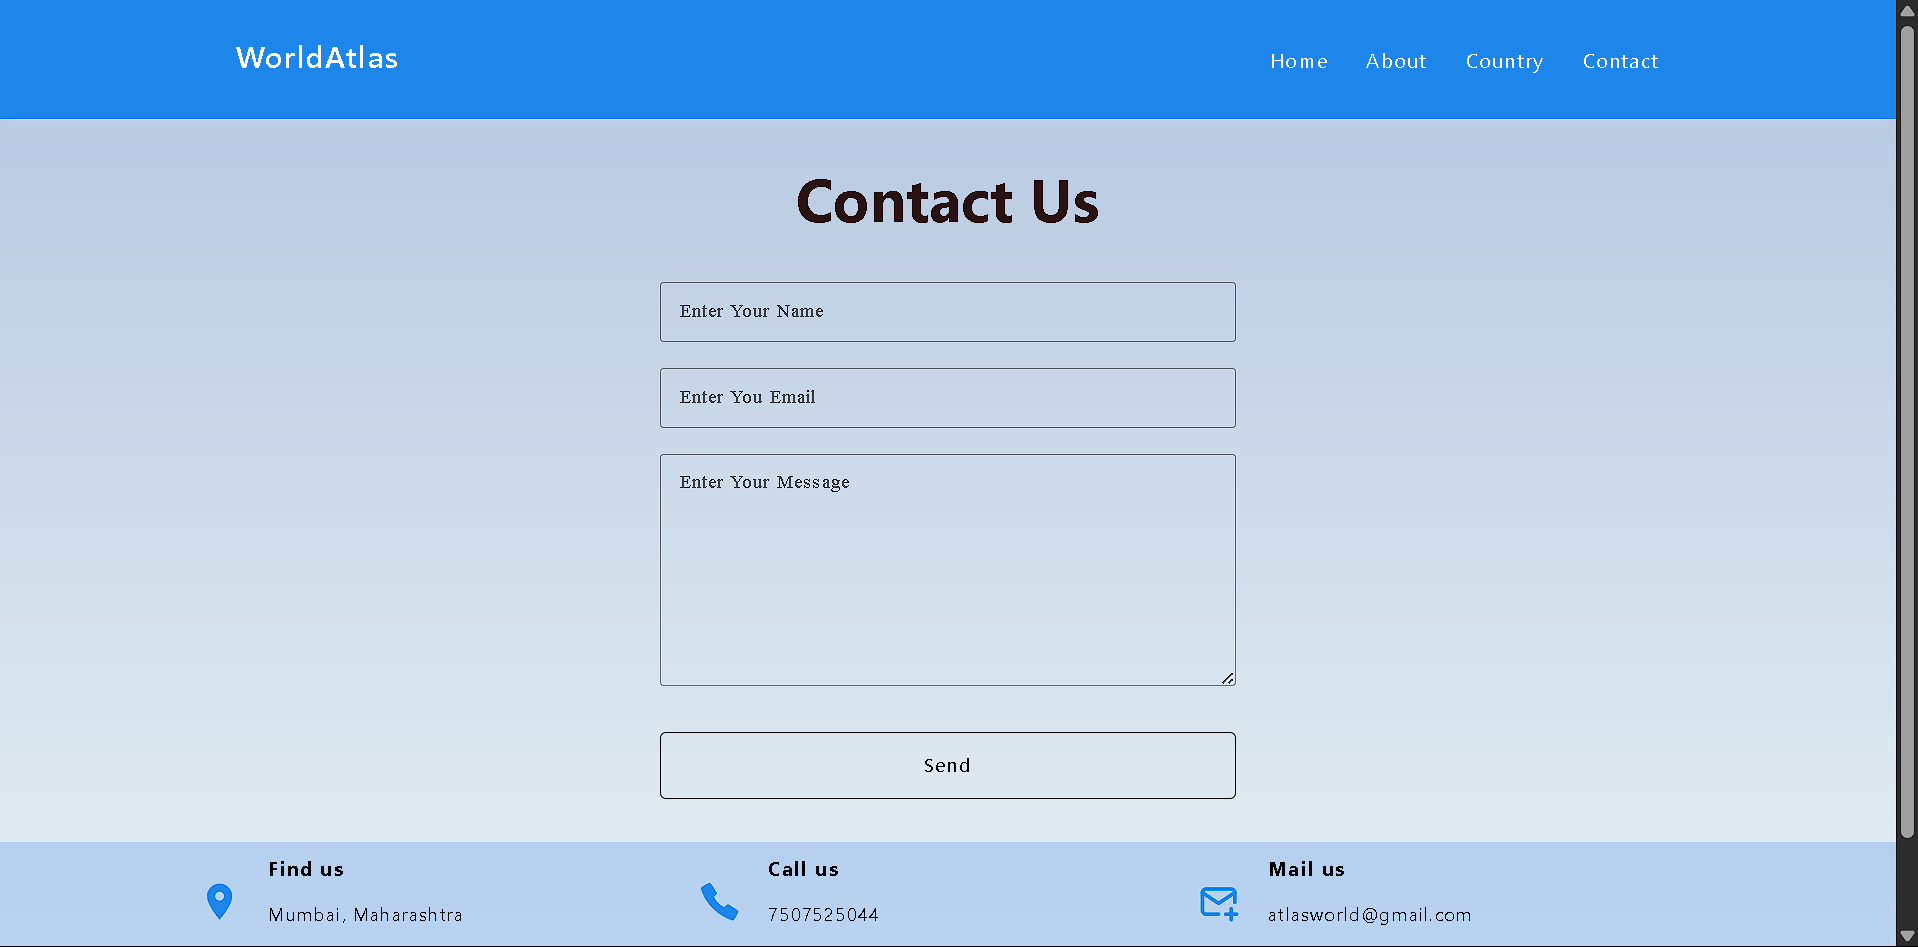 WorldAtlas
Home About Country Contact
Contact Us
Enter Your Name
Enter You Email
Enter Your Message
Send
Find us
Mumbai, Maharashtra
Call us
7507525044
Mail us
atlasworld@gmail.com